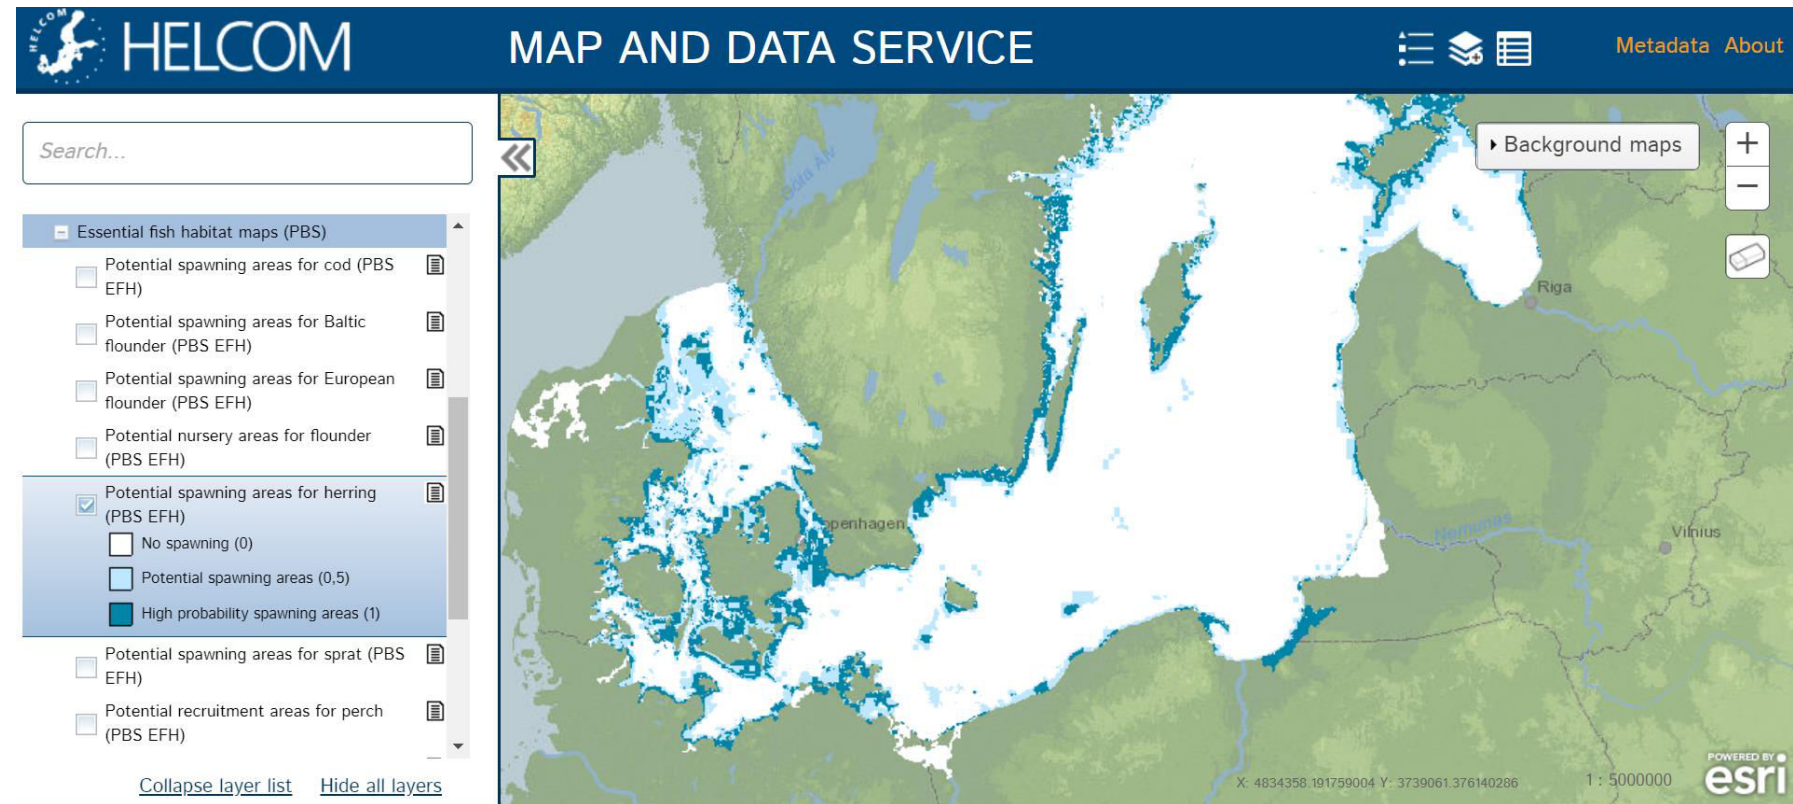 HELCOM
HELCOM
MAP AND DATA SERVICE
Metadata About
Search...
Background maps
Essential fish habitat maps (PBS)
Potential spawning areas for cod (PBS
EFH)
Potential spawning areas for Baltic
flounder (PBS EFH)
Potential spawning areas for European
flounder (PBS EFH)
Potential nursery areas for flounder
(PBS EFH)
Potential spawning areas for herring
(PBS EFH)
No spawning (0)
Potential spawning areas (0,5)
High probability spawning areas (1)
Potential spawning areas for sprat (PBS
EFH)
Potential recruitment areas for perch
(PBS EFH)
Collapse layer list Hide all layers
Göta Älv
Riga
openhagen
Nemunas
Vilnius
X: 4834358.191759004 Y: 3739061.376140286
1 : 5000000
POWERED BY
esri